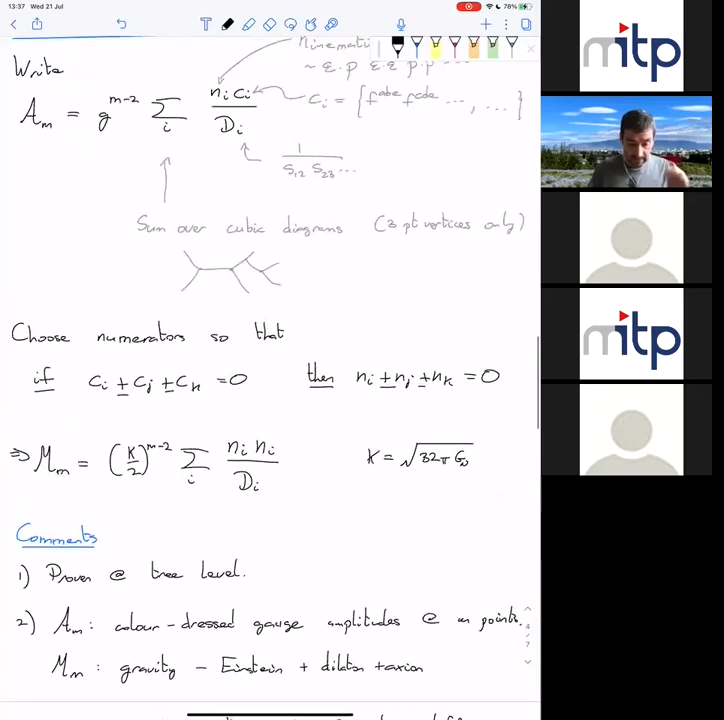 13:37 Wed 21 Jul
78%
Kinemati
Write
~ ε.p ε.ε p.p ...
A_m = g^{m-2} Σ_i n_i c_i / D_i
c_i = { f^{abe} f^{cde} ..., ... }
1 / S_12 S_23 ...
Sum over cubic diagrams (3 pt vertices only)
Choose numerators so that
if c_i ± c_j ± c_k = 0 then n_i ± n_j ± n_k = 0
⇒ M_m = (K/2)^{m-2} Σ_i n_i n_i / D_i K = √32π G_N
Comments
1) Proven @ tree level.
2) A_m : colour-dressed gauge amplitudes @ m points.
M_m : gravity - Einstein + dilaton + axion
mitp
mitp